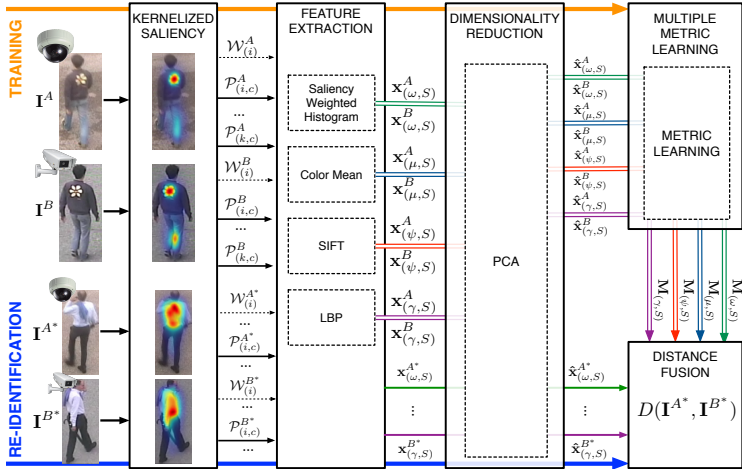 TRAINING
RE-IDENTIFICATION
I^A
I^B
I^{A*}
I^{B*}
KERNELIZED
SALIENCY
W^A_{(i)}
P^A_{(i,c)}
...
P^A_{(k,c)}
W^B_{(i)}
P^B_{(i,c)}
...
P^B_{(k,c)}
W^{A*}_{(i)}
...
P^{A*}_{(i,c)}
W^{B*}_{(i)}
...
P^{B*}_{(i,c)}
...
FEATURE
EXTRACTION
Saliency
Weighted
Histogram
Color Mean
SIFT
LBP
x^A_{(ω,S)}
x^B_{(ω,S)}
x^A_{(μ,S)}
x^B_{(μ,S)}
x^A_{(ψ,S)}
x^B_{(ψ,S)}
x^A_{(γ,S)}
x^B_{(γ,S)}
x^{A*}_{(ω,S)}
⋮
x^{B*}_{(γ,S)}
DIMENSIONALITY
REDUCTION
PCA
x̂^A_{(ω,S)}
x̂^B_{(ω,S)}
x̂^A_{(μ,S)}
x̂^B_{(μ,S)}
x̂^A_{(ψ,S)}
x̂^B_{(ψ,S)}
x̂^A_{(γ,S)}
x̂^B_{(γ,S)}
x̂^{A*}_{(ω,S)}
⋮
x̂^{B*}_{(γ,S)}
MULTIPLE
METRIC
LEARNING
METRIC
LEARNING
M_{(γ,S)}
M_{(ψ,S)}
M_{(μ,S)}
M_{(ω,S)}
DISTANCE
FUSION
D(I^{A*}, I^{B*})